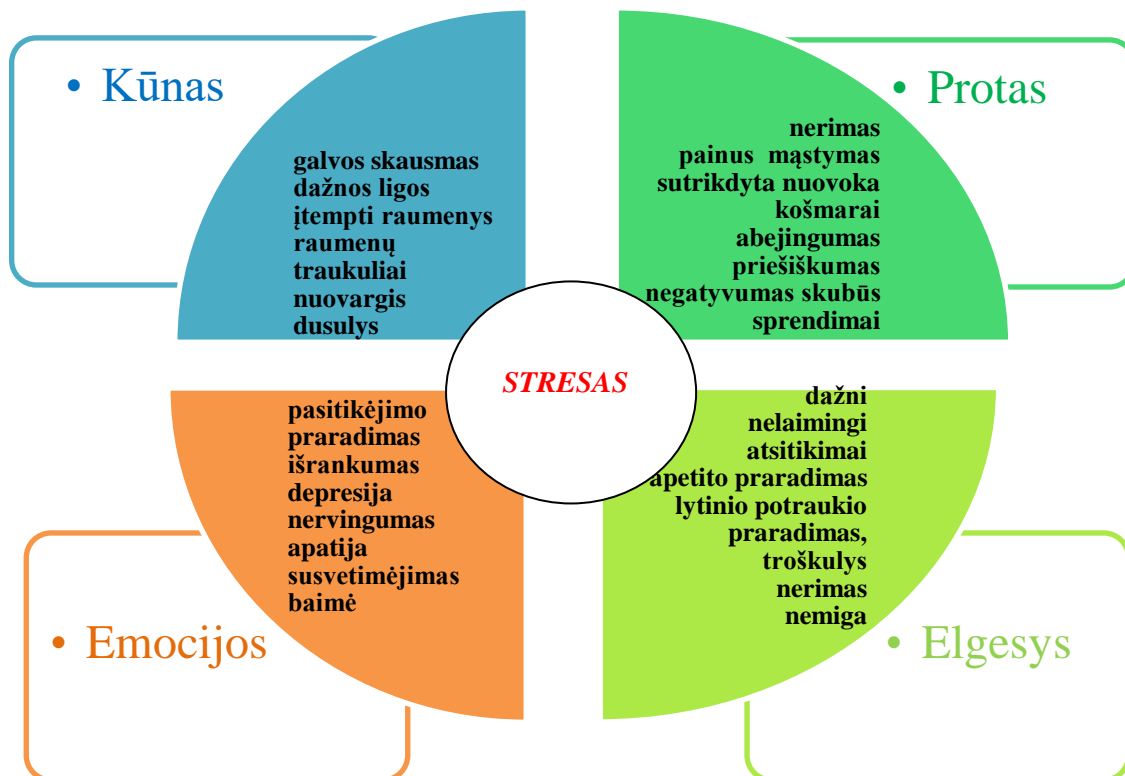 • Kūnas
galvos skausmas
dažnos ligos
įtempti raumenys
raumenų
traukuliai
nuovargis
dusulys
• Protas
nerimas
painus mąstymas
sutrikdyta nuovoka
košmarai
abejingumas
priešiškumas
negatyvumas skubūs
sprendimai
STRESAS
pasitikėjimo
praradimas
išrankumas
depresija
nervingumas
apatija
susvetimėjimas
baimė
• Emocijos
dažni
nelaimingi
atsitikimai
apetito praradimas
lytinio potraukio
praradimas,
troškulys
nerimas
nemiga
• Elgesys